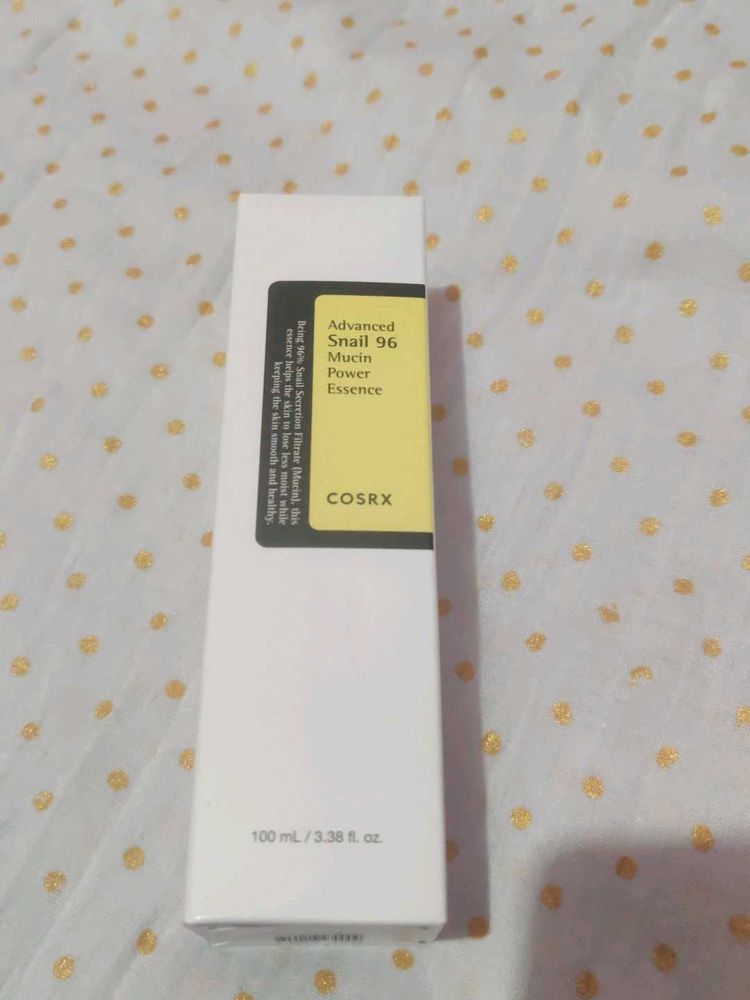 Advanced
Snail 96
Mucin
Power
Essence
COSRX
Being 96% Snail Secretion Filtrate (Mucin), this
essence helps the skin to lose less moist while
keeping the skin smooth and healthy.
100 mL / 3.38 fl. oz.